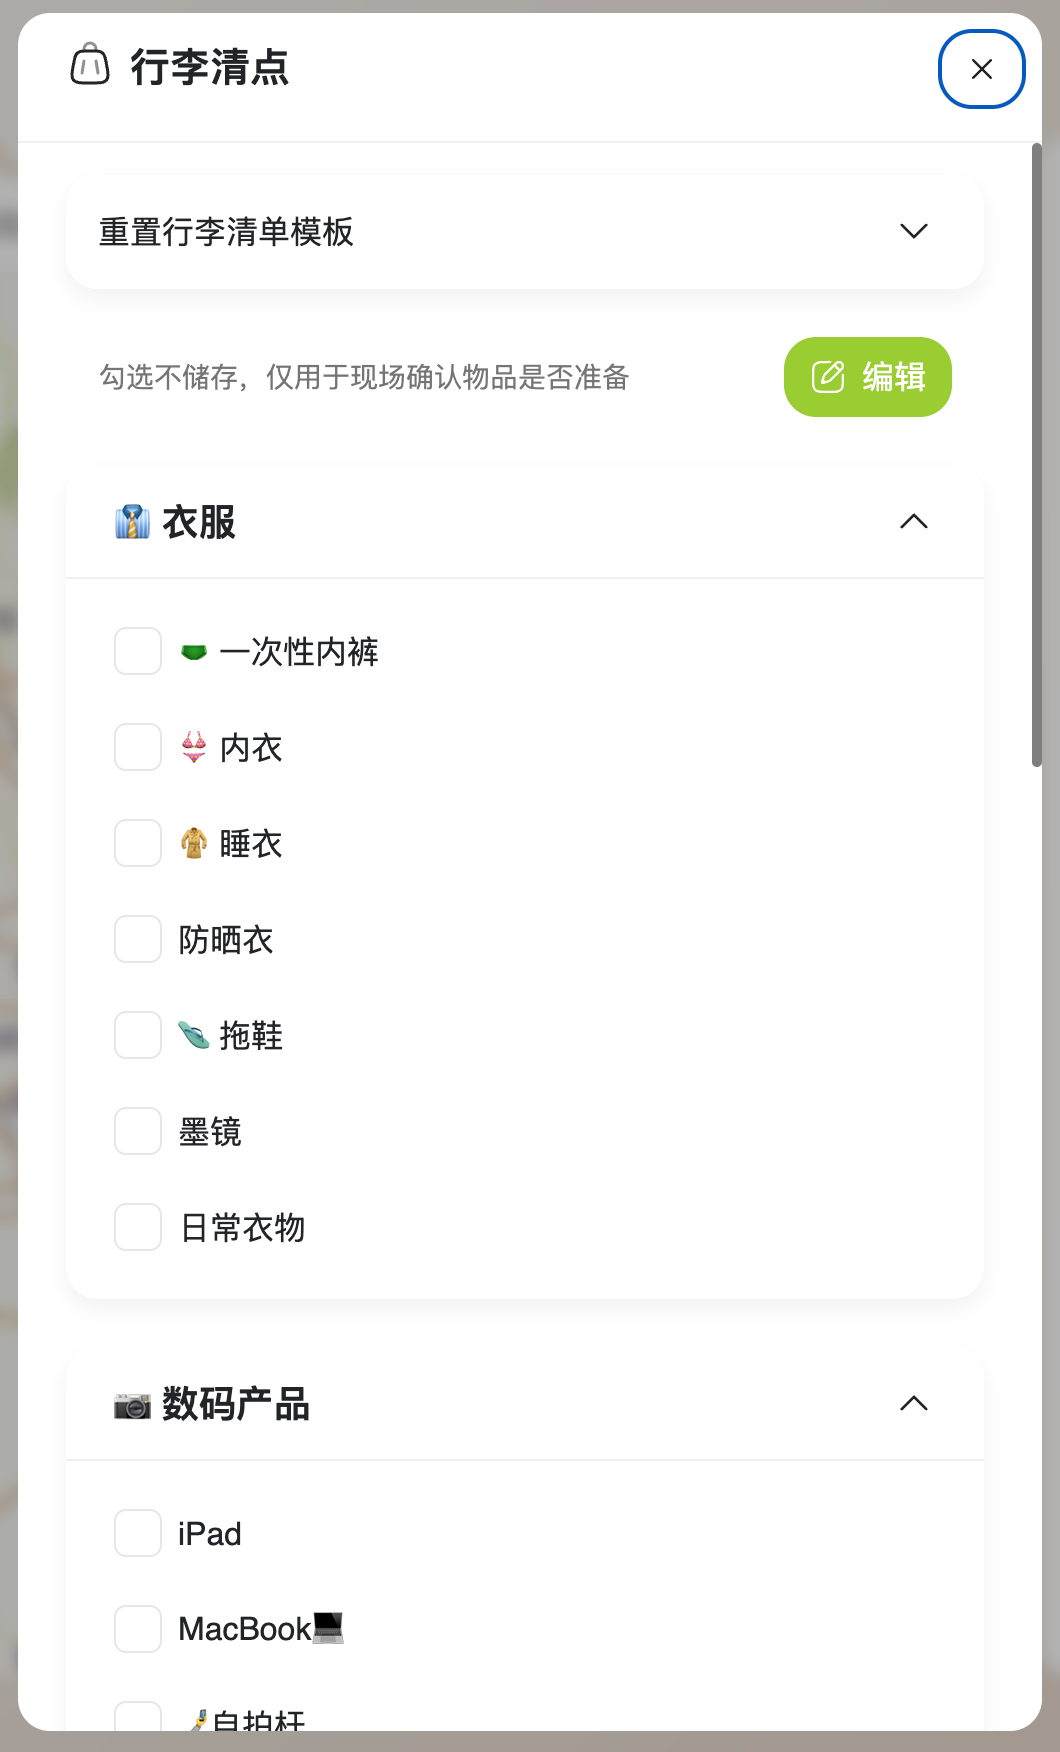 行李清点
重置行李清单模板
勾选不储存，仅用于现场确认物品是否准备
编辑
👔 衣服
🩲 一次性内裤
👙 内衣
🧥 睡衣
防晒衣
🩴 拖鞋
墨镜
日常衣物
📷 数码产品
iPad
MacBook💻
🤳自拍杆